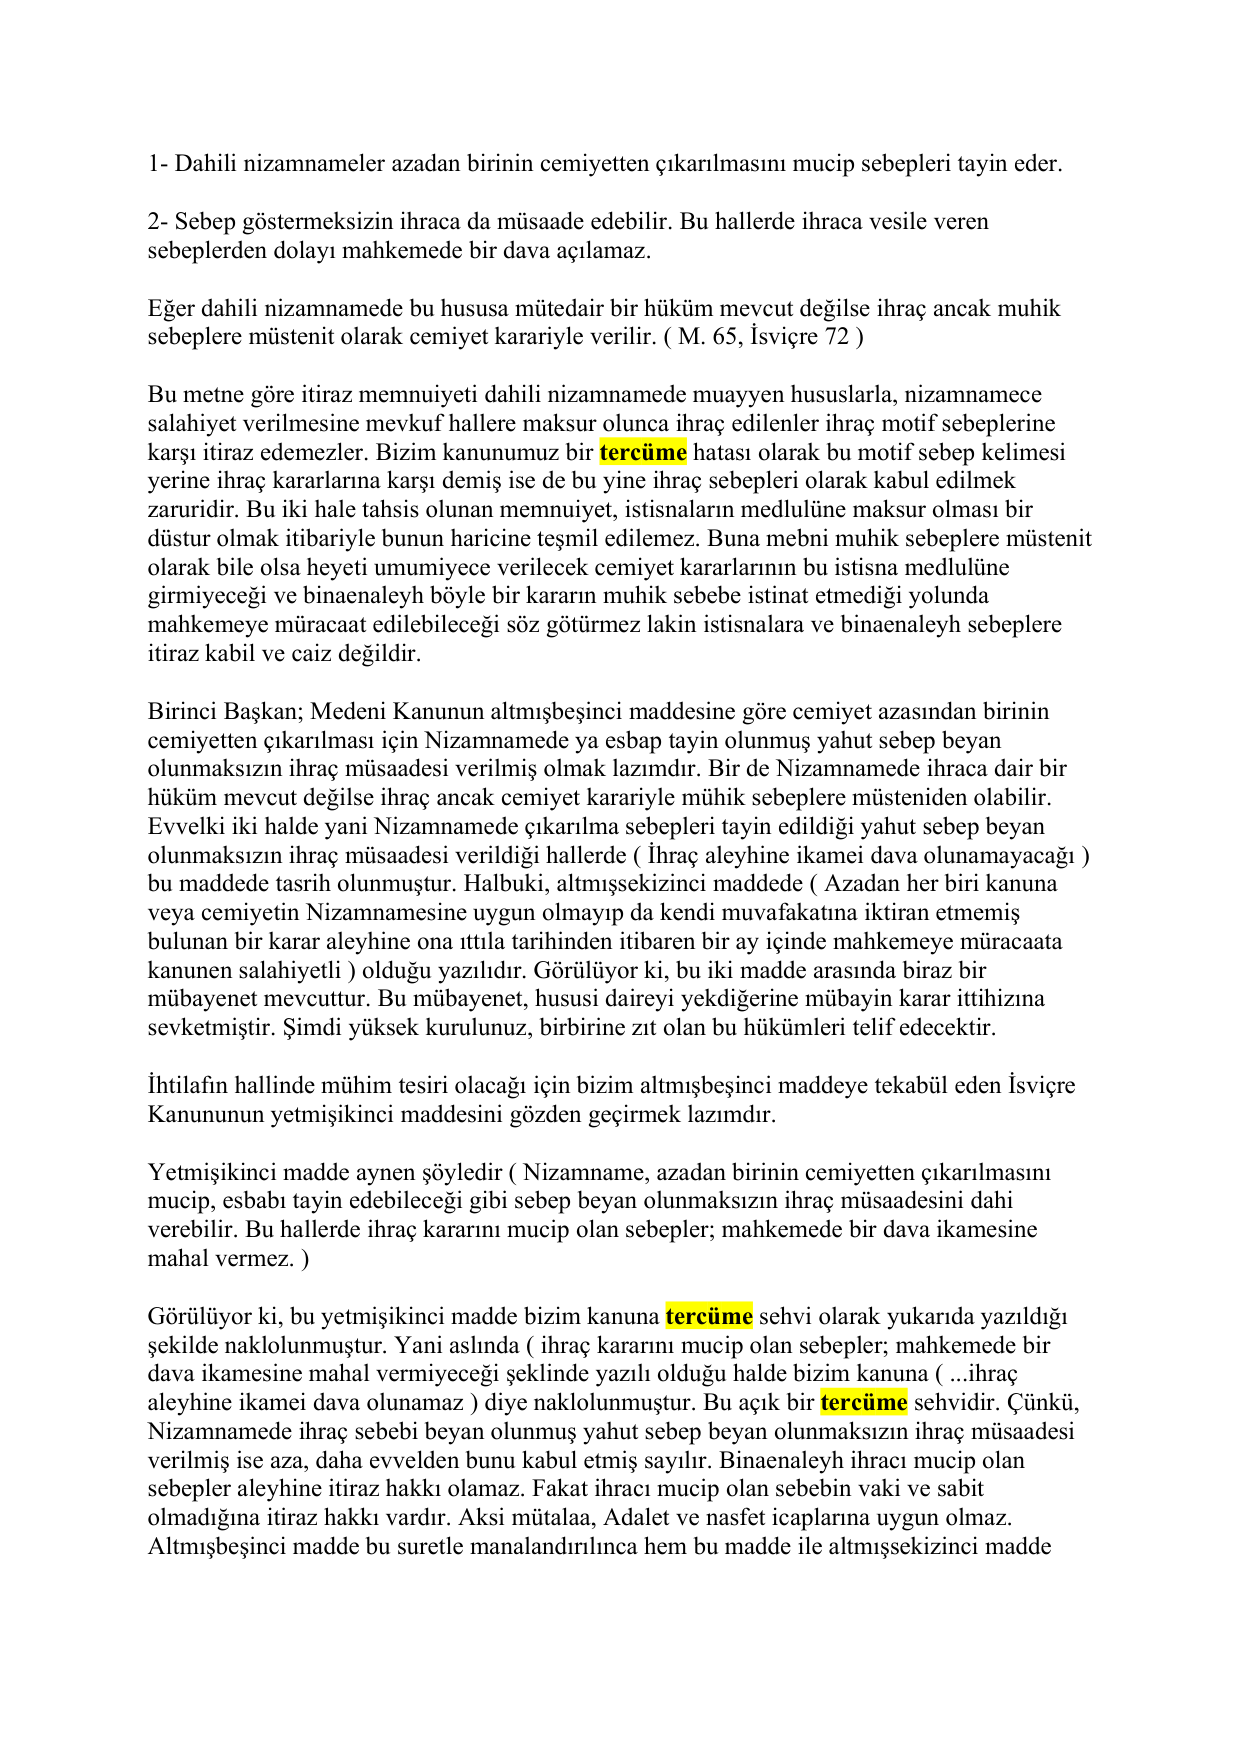 1- Dahili nizamnameler azadan birinin cemiyetten çıkarılmasını mucip sebepleri tayin eder.
2- Sebep göstermeksizin ihraca da müsaade edebilir. Bu hallerde ihraca vesile veren
sebeplerden dolayı mahkemede bir dava açılamaz.
Eğer dahili nizamnamede bu hususa mütedair bir hüküm mevcut değilse ihraç ancak muhik
sebeplere müstenit olarak cemiyet karariyle verilir. ( M. 65, İsviçre 72 )
Bu metne göre itiraz memnuiyeti dahili nizamnamede muayyen hususlarla, nizamnamece
salahiyet verilmesine mevkuf hallere maksur olunca ihraç edilenler ihraç motif sebeplerine
karşı itiraz edemezler. Bizim kanunumuz bir tercüme hatası olarak bu motif sebep kelimesi
yerine ihraç kararlarına karşı demiş ise de bu yine ihraç sebepleri olarak kabul edilmek
zaruridir. Bu iki hale tahsis olunan memnuiyet, istisnaların medlulüne maksur olması bir
düstur olmak itibariyle bunun haricine teşmil edilemez. Buna mebni muhik sebeplere müstenit
olarak bile olsa heyeti umumiyece verilecek cemiyet kararlarının bu istisna medlulüne
girmiyeceği ve binaenaleyh böyle bir kararın muhik sebebe istinat etmediği yolunda
mahkemeye müracaat edilebileceği söz götürmez lakin istisnalara ve binaenaleyh sebeplere
itiraz kabil ve caiz değildir.
Birinci Başkan; Medeni Kanunun altmışbeşinci maddesine göre cemiyet azasından birinin
cemiyetten çıkarılması için Nizamnamede ya esbap tayin olunmuş yahut sebep beyan
olunmaksızın ihraç müsaadesi verilmiş olmak lazımdır. Bir de Nizamnamede ihraca dair bir
hüküm mevcut değilse ihraç ancak cemiyet karariyle mühik sebeplere müsteniden olabilir.
Evvelki iki halde yani Nizamnamede çıkarılma sebepleri tayin edildiği yahut sebep beyan
olunmaksızın ihraç müsaadesi verildiği hallerde ( İhraç aleyhine ikamei dava olunamayacağı )
bu maddede tasrih olunmuştur. Halbuki, altmışsekizinci maddede ( Azadan her biri kanuna
veya cemiyetin Nizamnamesine uygun olmayıp da kendi muvafakatına iktiran etmemiş
bulunan bir karar aleyhine ona ıttıla tarihinden itibaren bir ay içinde mahkemeye müracaata
kanunen salahiyetli ) olduğu yazılıdır. Görülüyor ki, bu iki madde arasında biraz bir
mübayenet mevcuttur. Bu mübayenet, hususi daireyi yekdiğerine mübayin karar ittihizına
sevketmiştir. Şimdi yüksek kurulunuz, birbirine zıt olan bu hükümleri telif edecektir.
İhtilafın hallinde mühim tesiri olacağı için bizim altmışbeşinci maddeye tekabül eden İsviçre
Kanununun yetmişikinci maddesini gözden geçirmek lazımdır.
Yetmişikinci madde aynen şöyledir ( Nizamname, azadan birinin cemiyetten çıkarılmasını
mucip, esbabı tayin edebileceği gibi sebep beyan olunmaksızın ihraç müsaadesini dahi
verebilir. Bu hallerde ihraç kararını mucip olan sebepler; mahkemede bir dava ikamesine
mahal vermez. )
Görülüyor ki, bu yetmişikinci madde bizim kanuna tercüme sehvi olarak yukarıda yazıldığı
şekilde naklolunmuştur. Yani aslında ( ihraç kararını mucip olan sebepler; mahkemede bir
dava ikamesine mahal vermiyeceği şeklinde yazılı olduğu halde bizim kanuna ( ...ihraç
aleyhine ikamei dava olunamaz ) diye naklolunmuştur. Bu açık bir tercüme sehvidir. Çünkü,
Nizamnamede ihraç sebebi beyan olunmuş yahut sebep beyan olunmaksızın ihraç müsaadesi
verilmiş ise aza, daha evvelden bunu kabul etmiş sayılır. Binaenaleyh ihracı mucip olan
sebepler aleyhine itiraz hakkı olamaz. Fakat ihracı mucip olan sebebin vaki ve sabit
olmadığına itiraz hakkı vardır. Aksi mütalaa, Adalet ve nasfet icaplarına uygun olmaz.
Altmışbeşinci madde bu suretle manalandırılınca hem bu madde ile altmışsekizinci madde